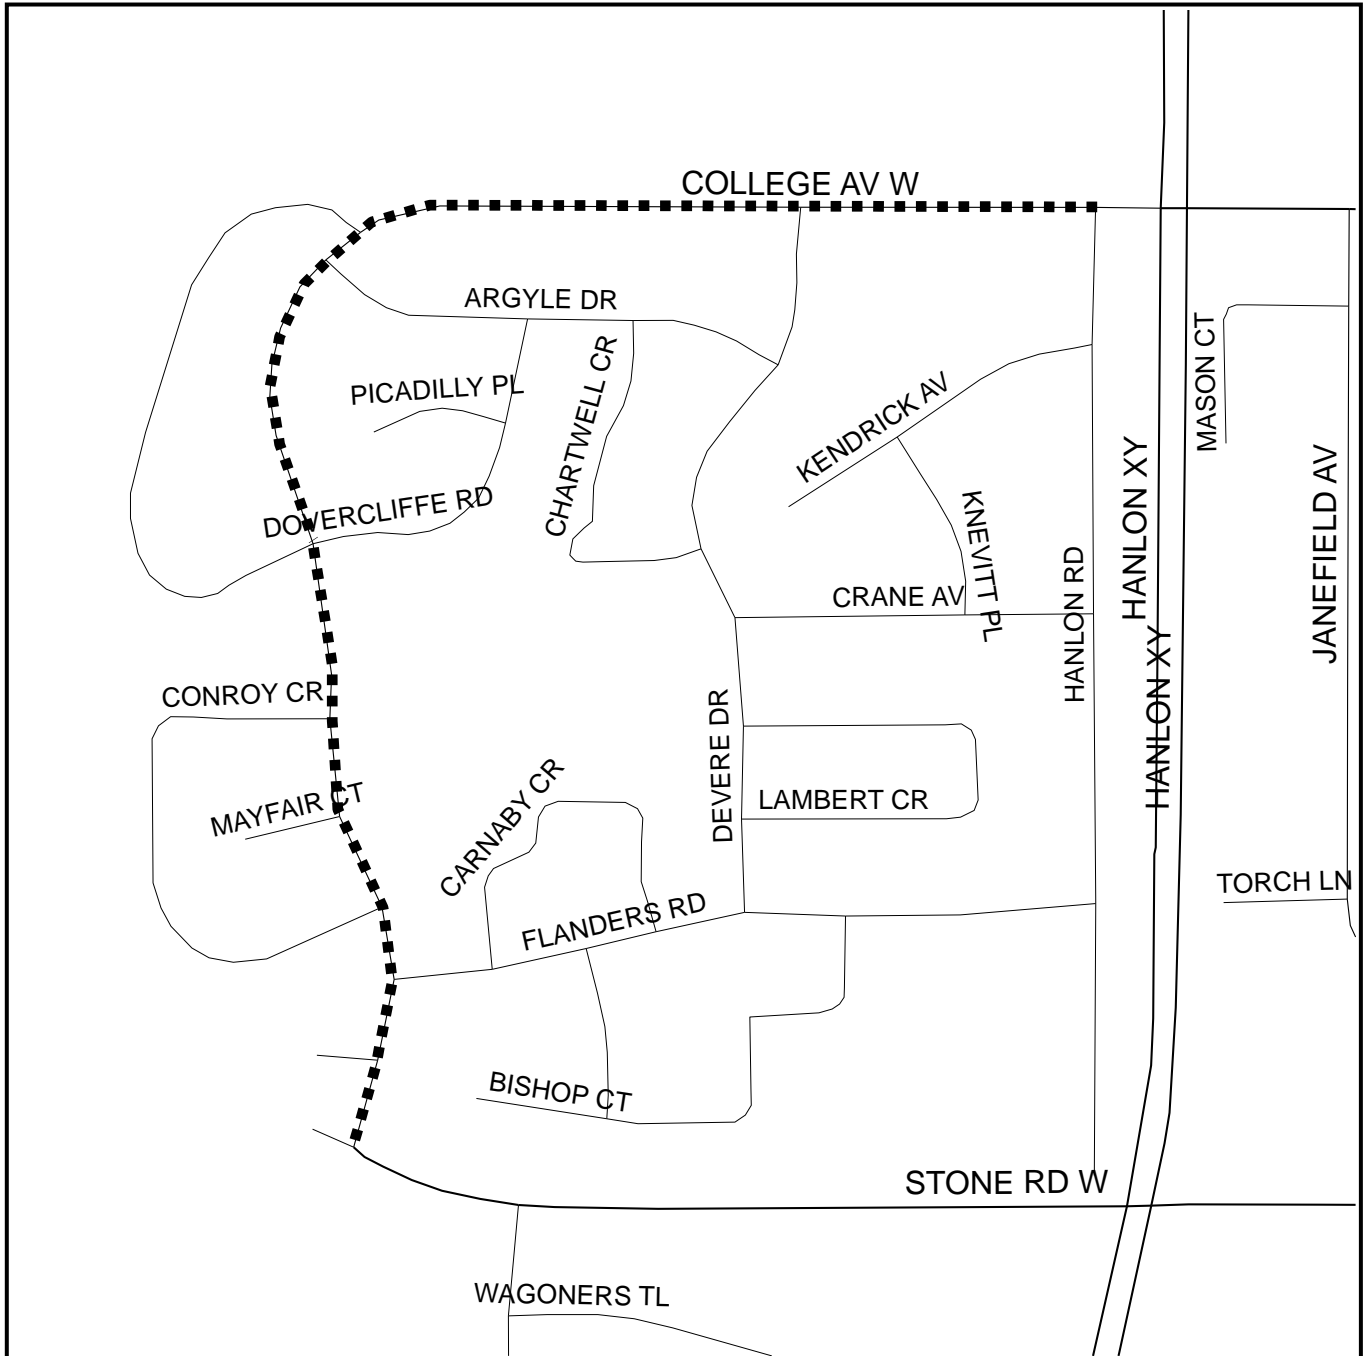 COLLEGE AV W
ARGYLE DR
MASON CT
CHARTWELL CR
PICADILLY PL
KENDRICK AV
HANLON XY
JANEFIELD AV
DOVERCLIFFE RD
KNEVITT PL
HANLON RD
CRANE AV
HANLON XY
CONROY CR
DEVERE DR
CARNABY CR
MAYFAIR CT
LAMBERT CR
TORCH LN
FLANDERS RD
BISHOP CT
STONE RD W
WAGONERS TL